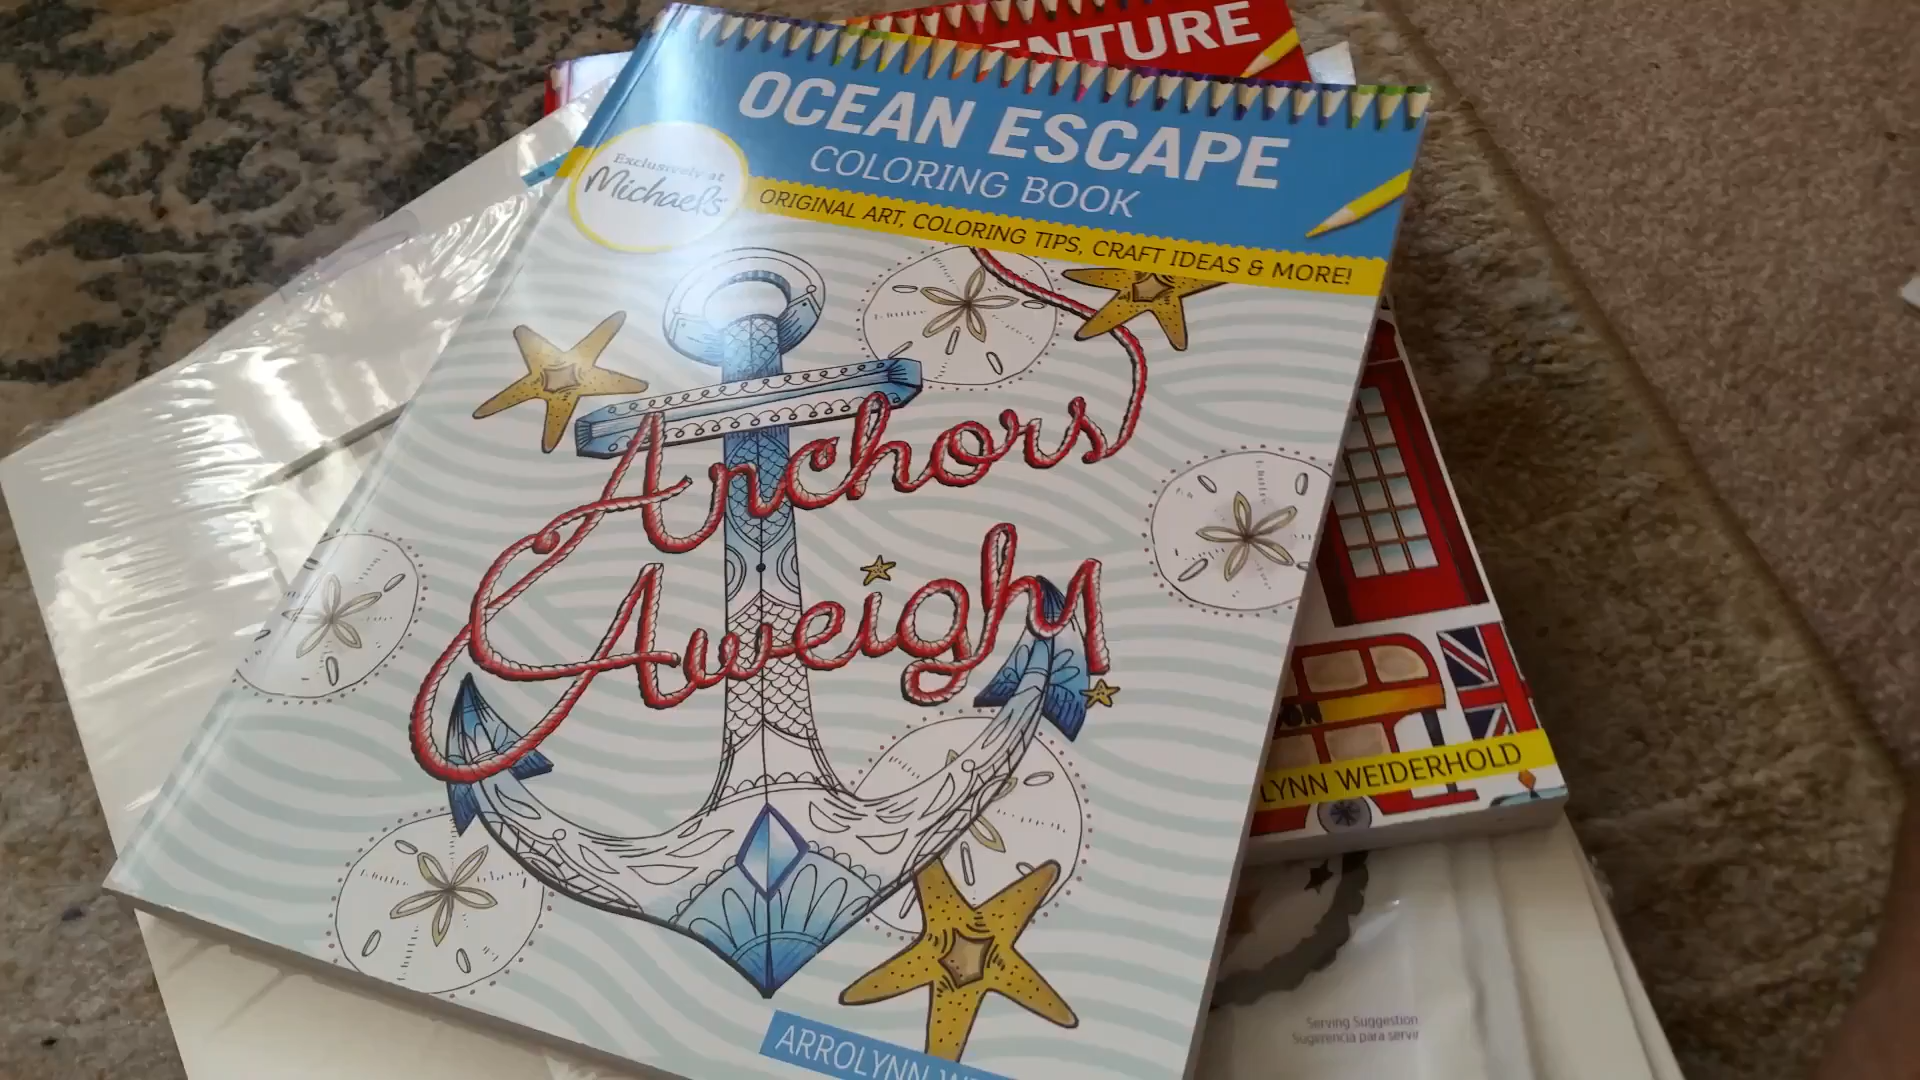 ENTURE
OCEAN ESCAPE
COLORING BOOK
Exclusively at
Michaels
ORIGINAL ART, COLORING TIPS, CRAFT IDEAS & MORE!
Anchors
Aweigh
LYNN WEIDERHOLD
ARROLYNN
Serving Suggestion
Sugerencia para servir